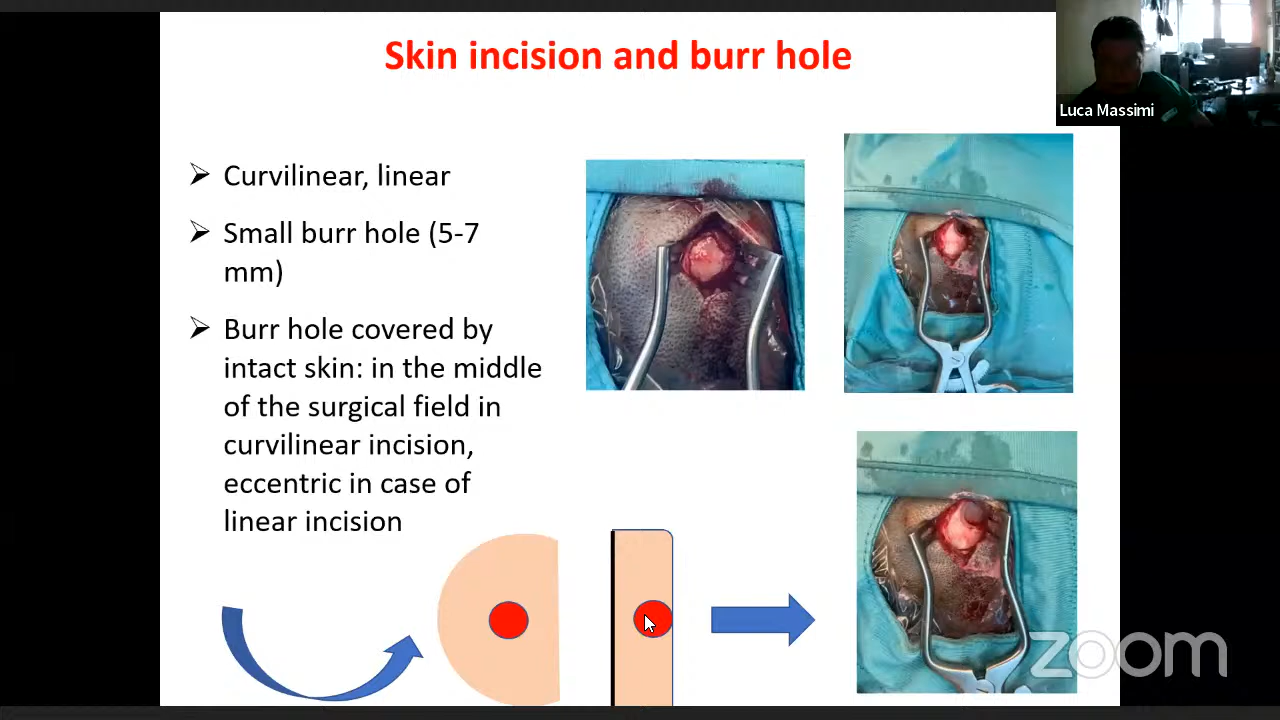 Skin incision and burr hole
Luca Massimi
Curvilinear, linear
Small burr hole (5-7
mm)
Burr hole covered by
intact skin: in the middle
of the surgical field in
curvilinear incision,
eccentric in case of
linear incision
zoom